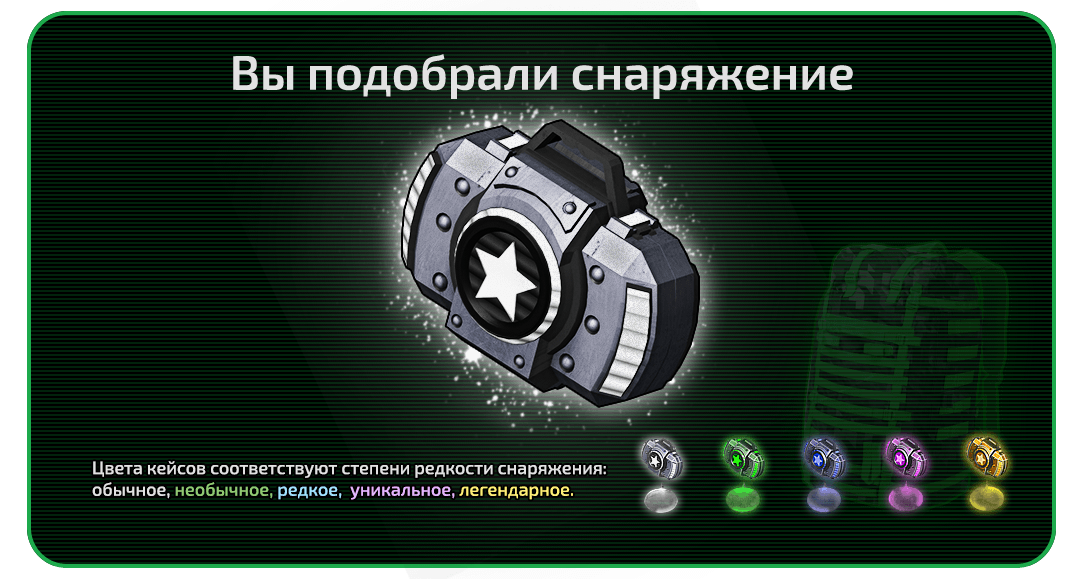 Вы подобрали снаряжение
Цвета кейсов соответствуют степени редкости снаряжения:
обычное, необычное, редкое, уникальное, легендарное.